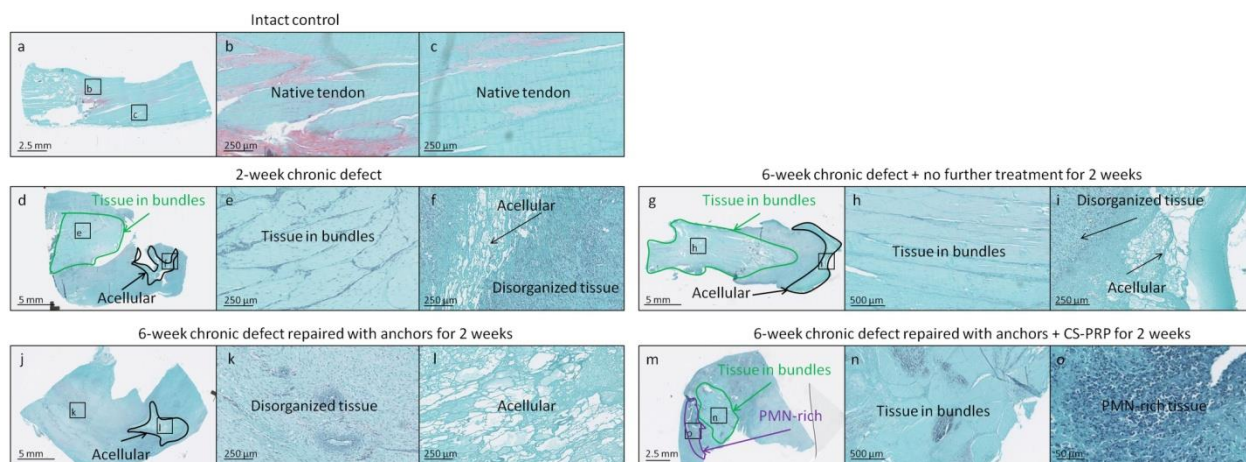 Intact control
a
b
c
2.5 mm
b
c
Native tendon
250 µm
Native tendon
250 µm
2-week chronic defect
d
Tissue in bundles
e
5 mm
Acellular
e
Tissue in bundles
250 µm
f
Acellular
Disorganized tissue
250 µm
6-week chronic defect + no further treatment for 2 weeks
g
Tissue in bundles
h
5 mm
Acellular
h
Tissue in bundles
500 µm
i
Disorganized tissue
Acellular
250 µm
6-week chronic defect repaired with anchors for 2 weeks
j
k
l
5 mm
Acellular
k
Disorganized tissue
250 µm
l
Acellular
250 µm
6-week chronic defect repaired with anchors + CS-PRP for 2 weeks
m
Tissue in bundles
n
o
PMN-rich
2.5 mm
n
Tissue in bundles
500 µm
o
PMN-rich tissue
50 µm